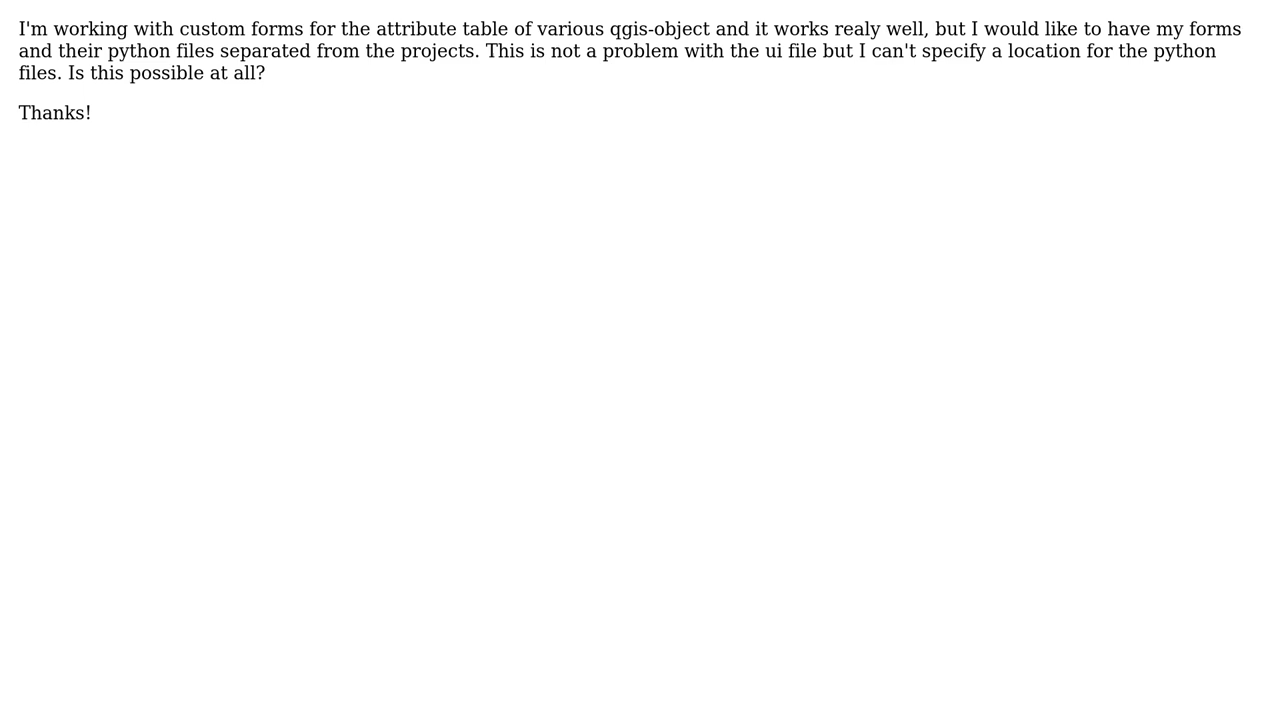 I'm working with custom forms for the attribute table of various qgis-object and it works realy well, but I would like to have my forms
and their python files separated from the projects. This is not a problem with the ui file but I can't specify a location for the python
files. Is this possible at all?
Thanks!